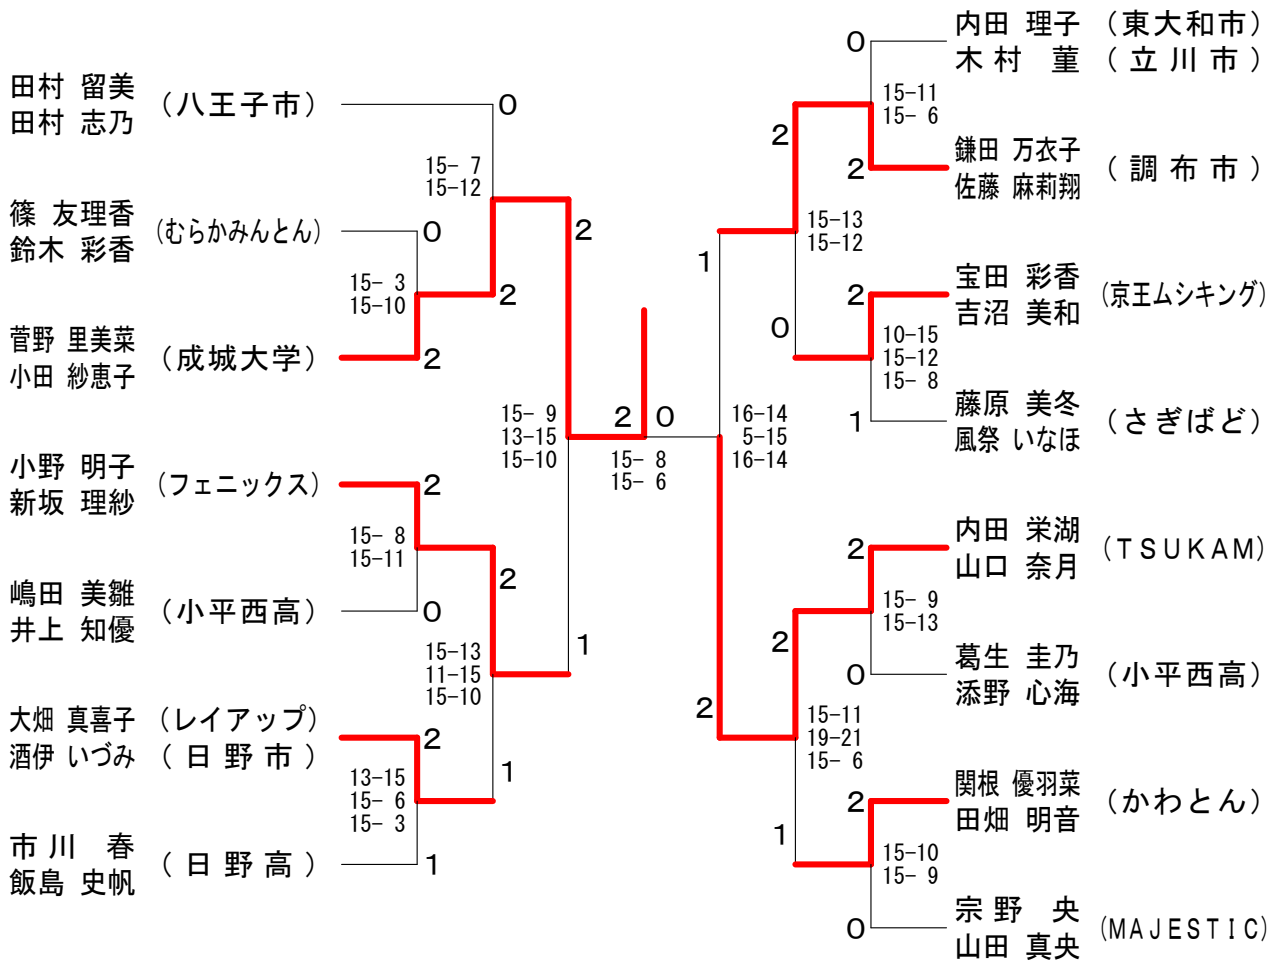 田村 留美 (八王子市) 0
田村 志乃
15- 7
15-12
篠 友理香 (むらかみんとん) 0
鈴木 彩香
15- 3
15-10
2
菅野 里美菜 (成城大学) 2
小田 紗恵子
2
15- 9
13-15
15-10
小野 明子 (フェニックス) 2
新坂 理紗
15- 8
15-11
2
嶋田 美雛 (小平西高) 0
井上 知優
15-13
11-15
15-10
1
大畑 真喜子 (レイアップ) 2
酒伊 いづみ (日野市)
13-15
15- 6
15- 3
1
市川 春 (日野高) 1
飯島 史帆
2 0
15- 8
15- 6
0 内田 理子 (東大和市)
木村 菫 (立川市)
15-11
15- 6
2
2 鎌田 万衣子 (調布市)
佐藤 麻莉翔
15-13
15-12
1
2 宝田 彩香 (京王ムシキング)
吉沼 美和
0
10-15
15-12
15- 8
1 藤原 美冬 (さぎばど)
風祭 いなほ
16-14
5-15
16-14
2 内田 栄湖 (TSUKAM)
山口 奈月
15- 9
15-13
2
0 葛生 圭乃 (小平西高)
添野 心海
2
15-11
19-21
15- 6
2 関根 優羽菜 (かわとん)
田畑 明音
1
15-10
15- 9
0 宗野 央 (MAJESTIC)
山田 真央